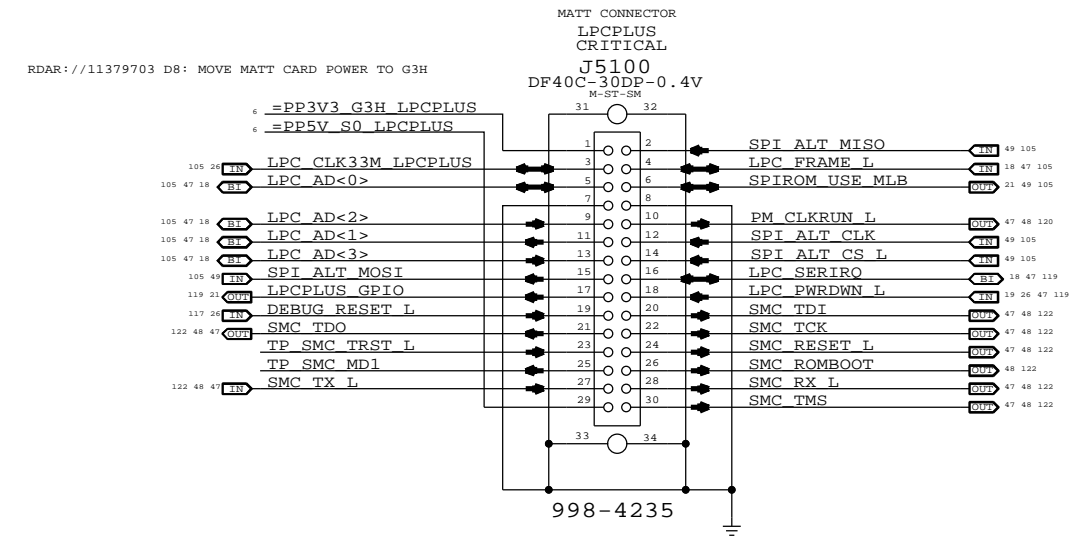 MATT CONNECTOR
LPCPLUS
CRITICAL
J5100
DF40C-30DP-0.4V
M-ST-SM
RDAR://11379703 D8: MOVE MATT CARD POWER TO G3H
31 32
6 =PP3V3_G3H_LPCPLUS
6 =PP5V_S0_LPCPLUS
1 2 SPI_ALT_MISO IN 49 105
105 26 IN LPC_CLK33M_LPCPLUS 3 4 LPC_FRAME_L IN 18 47 105
105 47 18 BI LPC_AD<0> 5 6 SPIROM_USE_MLB OUT 21 49 105
7 8
105 47 18 BI LPC_AD<2> 9 10 PM_CLKRUN_L OUT 47 48 120
105 47 18 BI LPC_AD<1> 11 12 SPI_ALT_CLK IN 49 105
105 47 18 BI LPC_AD<3> 13 14 SPI_ALT_CS_L IN 49 105
105 49 IN SPI_ALT_MOSI 15 16 LPC_SERIRQ BI 18 47 119
119 21 OUT LPCPLUS_GPIO 17 18 LPC_PWRDWN_L IN 19 26 47 119
117 26 IN DEBUG_RESET_L 19 20 SMC_TDI OUT 47 48 122
122 48 47 OUT SMC_TDO 21 22 SMC_TCK OUT 47 48 122
TP_SMC_TRST_L 23 24 SMC_RESET_L OUT 47 48 122
TP_SMC_MD1 25 26 SMC_ROMBOOT OUT 48 122
122 48 47 IN SMC_TX_L 27 28 SMC_RX_L OUT 47 48 122
29 30 SMC_TMS OUT 47 48 122
33 34
998-4235